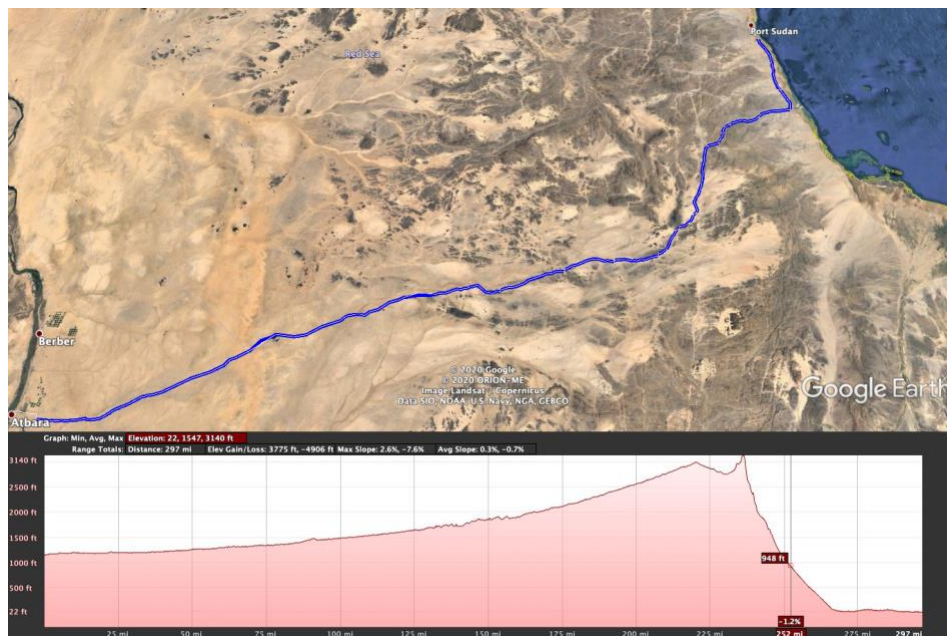 Port Sudan
Red Sea
Berber
Atbara
© 2020 Google
© 2020 ORION-ME
Image Landsat / Copernicus
Data SIO, NOAA, U.S. Navy, NGA, GEBCO
Google Earth
Graph: Min, Avg, Max Elevation: 22, 1547, 3140 ft
Range Totals: Distance: 297 mi Elev Gain/Loss: 3775 ft, -4906 ft Max Slope: 2.6%, -7.6% Avg Slope: 0.3%, -0.7%
3140 ft
2500 ft
2000 ft
1500 ft
1000 ft
948 ft
500 ft
22 ft
-1.2%
25 mi 50 mi 75 mi 100 mi 125 mi 150 mi 175 mi 200 mi 225 mi 252 mi 275 mi 297 mi